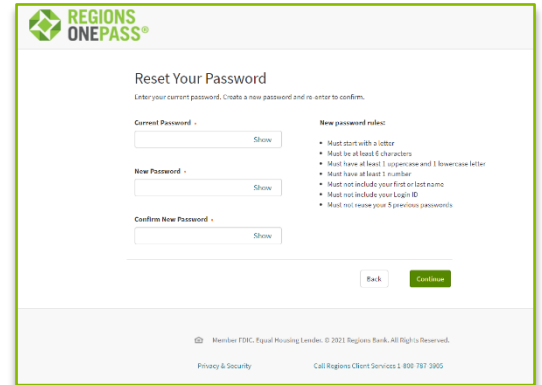 REGIONS
ONEPASS®
Reset Your Password
Enter your current password. Create a new password and re-enter to confirm.
Current Password •
Show
New Password •
Show
Confirm New Password •
Show
New password rules:
• Must start with a letter
• Must be at least 6 characters
• Must have at least 1 uppercase and 1 lowercase letter
• Must have at least 1 number
• Must not include your first or last name
• Must not include your Login ID
• Must not reuse your 5 previous passwords
Back
Continue
Member FDIC. Equal Housing Lender. © 2021 Regions Bank. All Rights Reserved.
Privacy & Security
Call Regions Client Services 1-800-787-3905